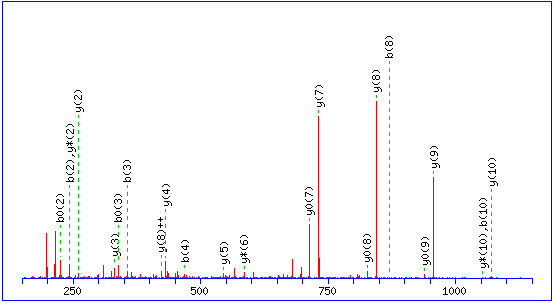 b0(2)
b(2),y*(2)
y(2)
y(3)
b0(3)
b(3)
y(8)++
y(4)
b(4)
y(5)
y*(6)
y0(7)
y(7)
y0(8)
y(8)
b(8)
y0(9)
y(9)
y*(10),b(10)
y(10)
250
500
750
1000